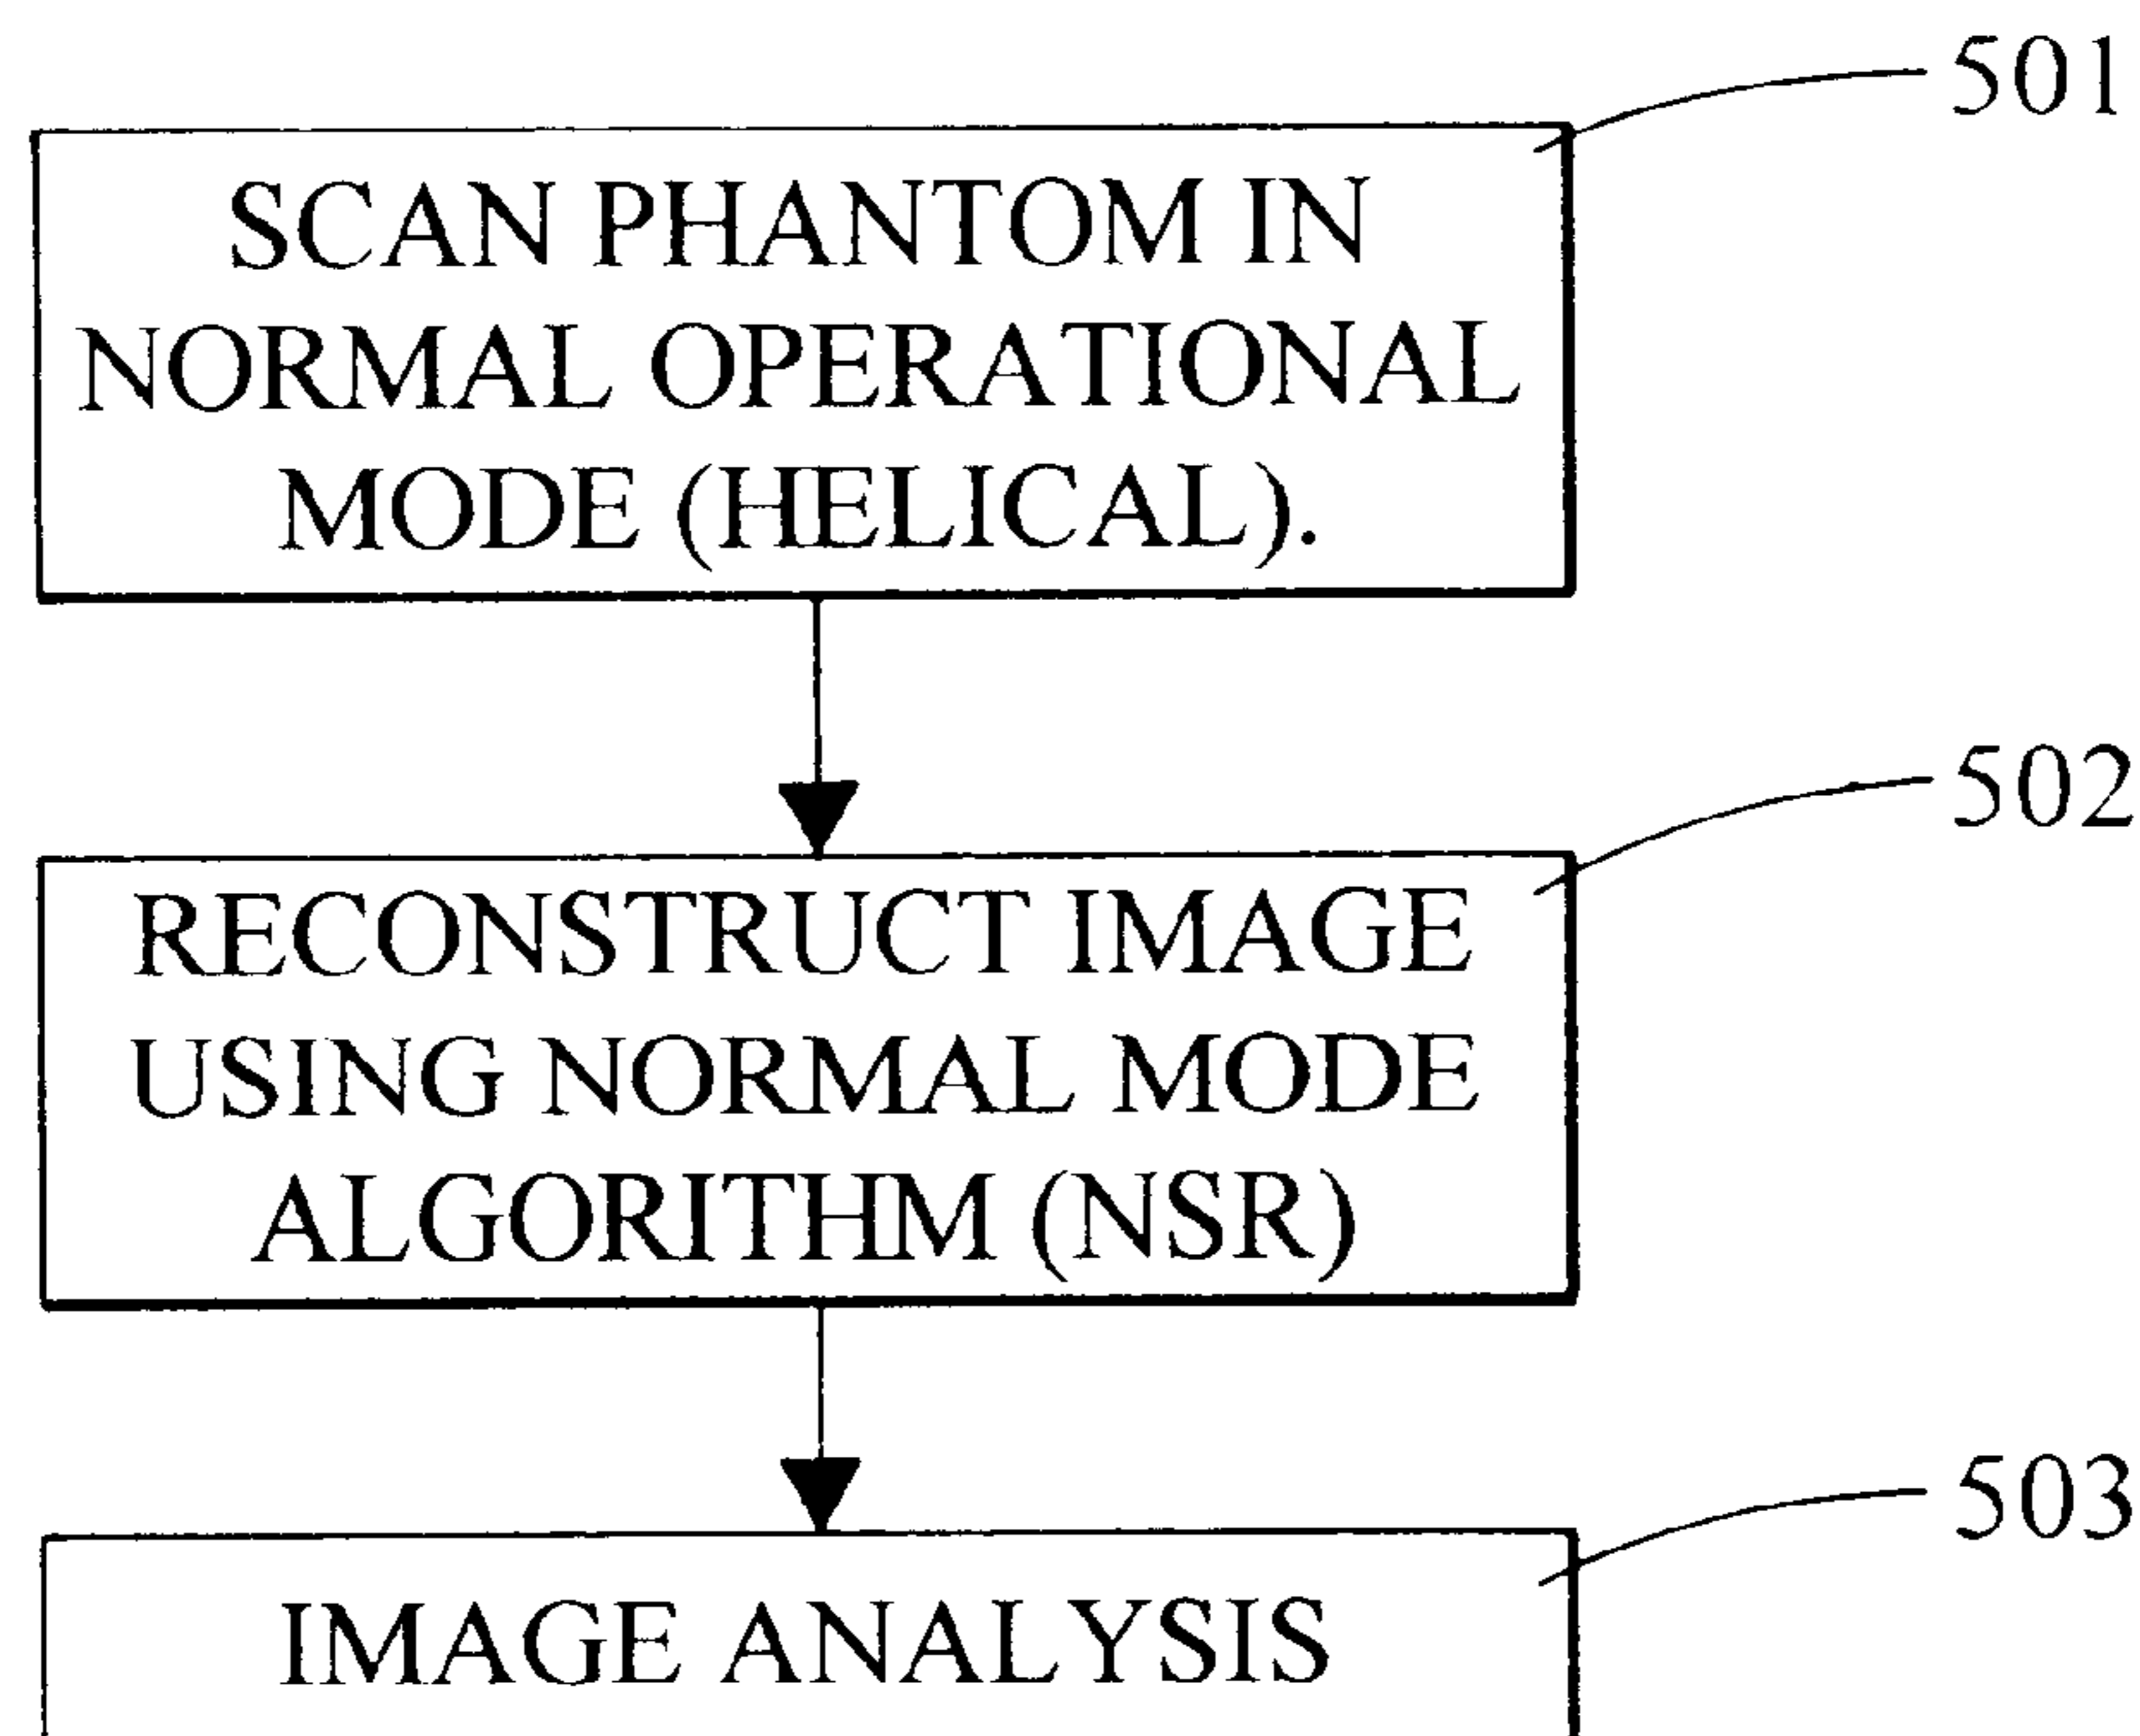 501
SCAN PHANTOM IN
NORMAL OPERATIONAL
MODE (HELICAL).
502
RECONSTRUCT IMAGE
USING NORMAL MODE
ALGORITHM (NSR)
503
IMAGE ANALYSIS